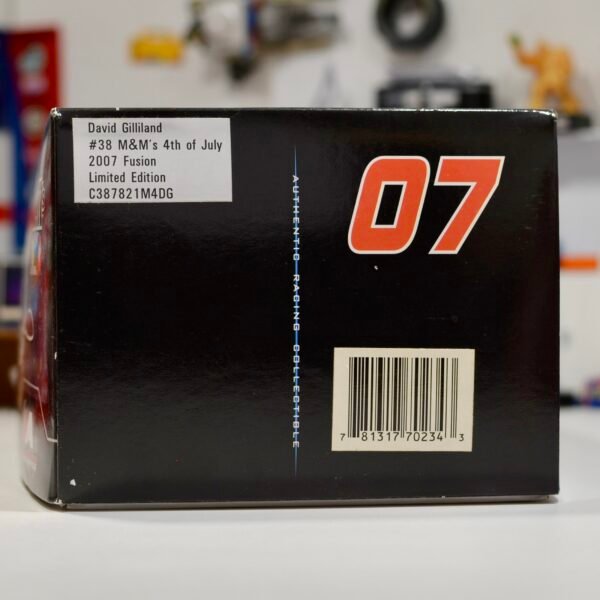 David Gilliland
#38 M&M's 4th of July
2007 Fusion
Limited Edition
C387821M4DG
AUTHENTIC RACING COLLECTIBLE
07
7 81317 70234 3